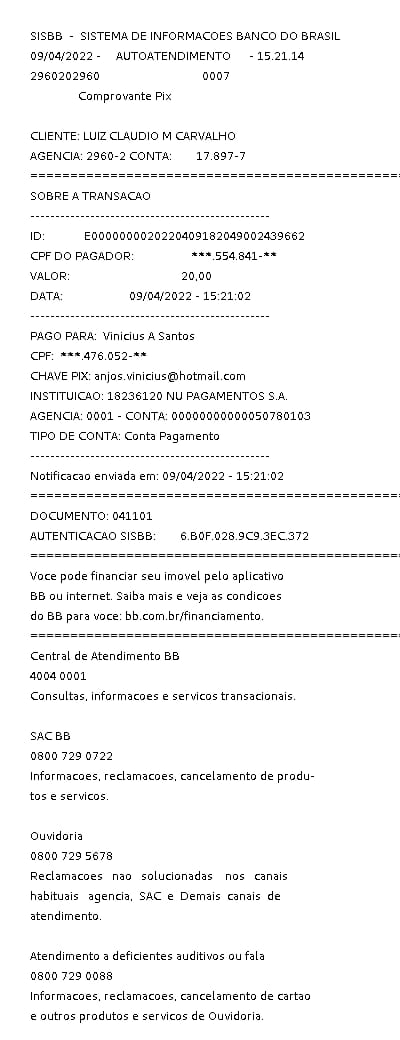 SISBB - SISTEMA DE INFORMACOES BANCO DO BRASIL
09/04/2022 - AUTOATENDIMENTO - 15.21.14
2960202960 0007
Comprovante Pix
CLIENTE: LUIZ CLAUDIO M CARVALHO
AGENCIA: 2960-2 CONTA: 17.897-7
================================================
SOBRE A TRANSACAO
------------------------------------------------
ID: E0000000020220409182049002439662
CPF DO PAGADOR: ***.554.841-**
VALOR: 20,00
DATA: 09/04/2022 - 15:21:02
------------------------------------------------
PAGO PARA: Vinicius A Santos
CPF: ***.476.052-**
CHAVE PIX: anjos.vinicius@hotmail.com
INSTITUICAO: 18236120 NU PAGAMENTOS S.A.
AGENCIA: 0001 - CONTA: 00000000000050780103
TIPO DE CONTA: Conta Pagamento
------------------------------------------------
Notificacao enviada em: 09/04/2022 - 15:21:02
================================================
DOCUMENTO: 041101
AUTENTICACAO SISBB: 6.B0F.028.9C9.3EC.372
================================================
Voce pode financiar seu imovel pelo aplicativo
BB ou internet. Saiba mais e veja as condicoes
do BB para voce: bb.com.br/financiamento.
================================================
Central de Atendimento BB
4004 0001
Consultas, informacoes e servicos transacionais.
SAC BB
0800 729 0722
Informacoes, reclamacoes, cancelamento de produ-
tos e servicos.
Ouvidoria
0800 729 5678
Reclamacoes nao solucionadas nos canais
habituais agencia, SAC e Demais canais de
atendimento.
Atendimento a deficientes auditivos ou fala
0800 729 0088
Informacoes, reclamacoes, cancelamento de cartao
e outros produtos e servicos de Ouvidoria.